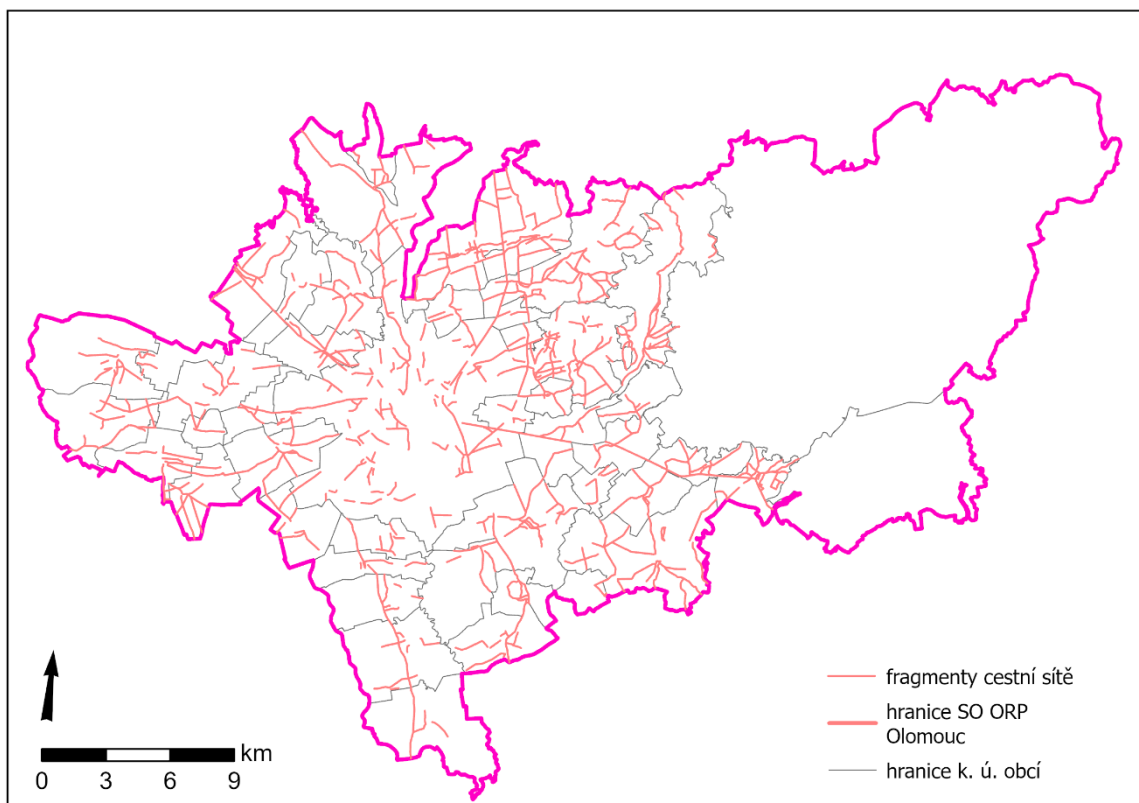 fragmenty cestní sítě
hranice SO ORP
Olomouc
hranice k. ú. obcí
km
0 3 6 9